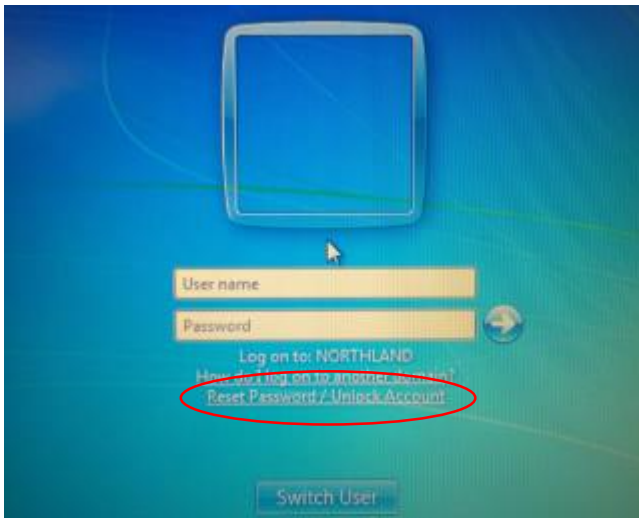 User name
Password
Log on to: NORTHLAND
How do I log on to another domain?
Reset Password / Unlock Account
Switch User